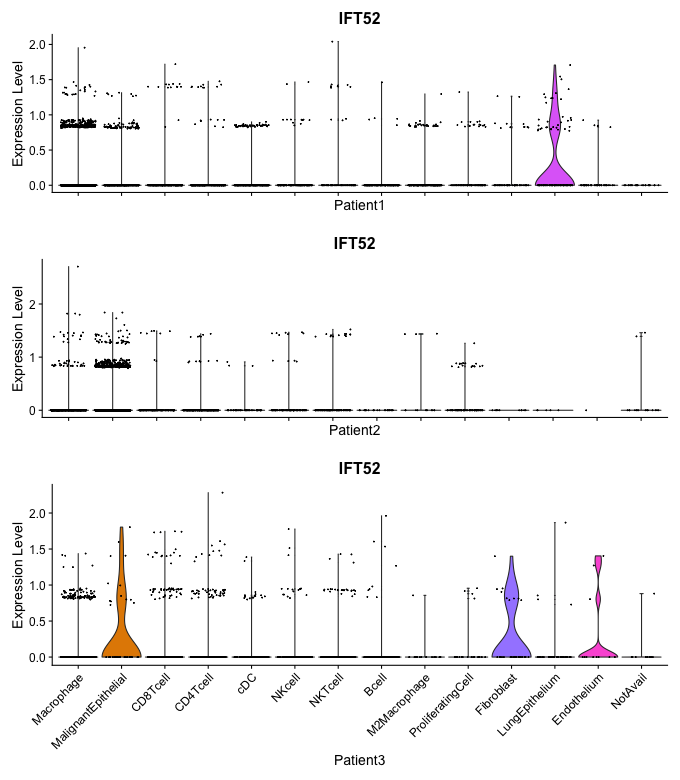 IFT52
Expression Level
2.0
1.5
1.0
0.5
0.0
Patient1
IFT52
Expression Level
2
1
0
Patient2
IFT52
Expression Level
2.0
1.5
1.0
0.5
0.0
Macrophage
MalignantEpithelial
CD8Tcell
CD4Tcell
cDC
NKcell
NKTcell
Bcell
M2Macrophage
ProliferatingCell
Fibroblast
LungEpithelium
Endothelium
NotAvail
Patient3